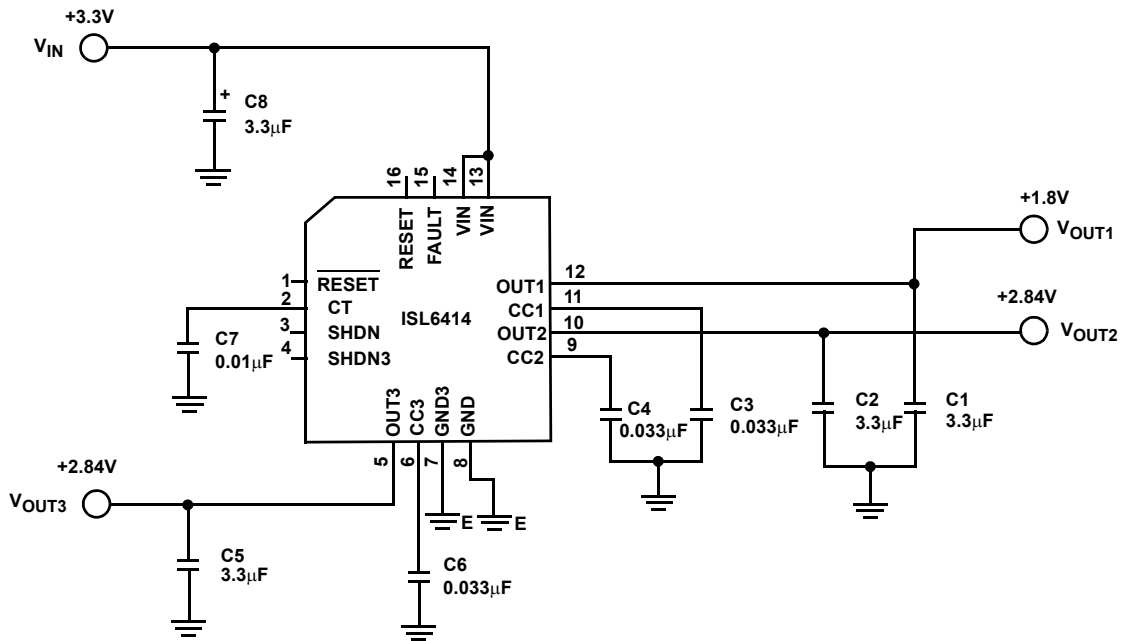 +3.3V
VIN
+
C8
3.3μF
16
15
14
13
RESET
FAULT
VIN
VIN
+1.8V
VOUT1
1
RESET
OUT1
12
2
CT
CC1
11
+2.84V
ISL6414
3
SHDN
OUT2
10
VOUT2
4
SHDN3
CC2
9
C7
0.01μF
OUT3
CC3
GND3
GND
C4
0.033μF
C3
0.033μF
C2
3.3μF
C1
3.3μF
5
6
7
8
+2.84V
VOUT3
E
E
C5
3.3μF
C6
0.033μF